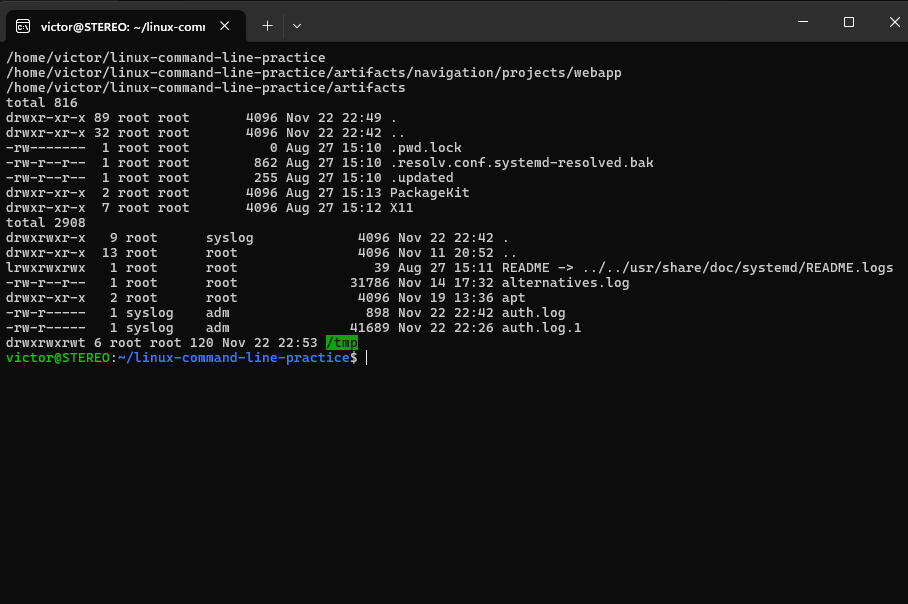 victor@STEREO: ~/linux-comm
/home/victor/linux-command-line-practice
/home/victor/linux-command-line-practice/artifacts/navigation/projects/webapp
/home/victor/linux-command-line-practice/artifacts
total 816
drwxr-xr-x 89 root root       4096 Nov 22 22:49 .
drwxr-xr-x 32 root root       4096 Nov 22 22:42 ..
-rw-------  1 root root          0 Aug 27 15:10 .pwd.lock
-rw-r--r--  1 root root        862 Aug 27 15:10 .resolv.conf.systemd-resolved.bak
-rw-r--r--  1 root root        255 Aug 27 15:10 .updated
drwxr-xr-x  2 root root       4096 Aug 27 15:13 PackageKit
drwxr-xr-x  7 root root       4096 Aug 27 15:12 X11
total 2908
drwxrwxr-x   9 root      syslog             4096 Nov 22 22:42 .
drwxr-xr-x  13 root      root               4096 Nov 11 20:52 ..
lrwxrwxrwx   1 root      root                 39 Aug 27 15:11 README -> ../../usr/share/doc/systemd/README.logs
-rw-r--r--   1 root      root              31786 Nov 14 17:32 alternatives.log
drwxr-xr-x   2 root      root               4096 Nov 19 13:36 apt
-rw-r-----   1 syslog    adm                 898 Nov 22 22:42 auth.log
-rw-r-----   1 syslog    adm               41689 Nov 22 22:26 auth.log.1
drwxrwxrwt 6 root root 120 Nov 22 22:53 /tmp
victor@STEREO:~/linux-command-line-practice$